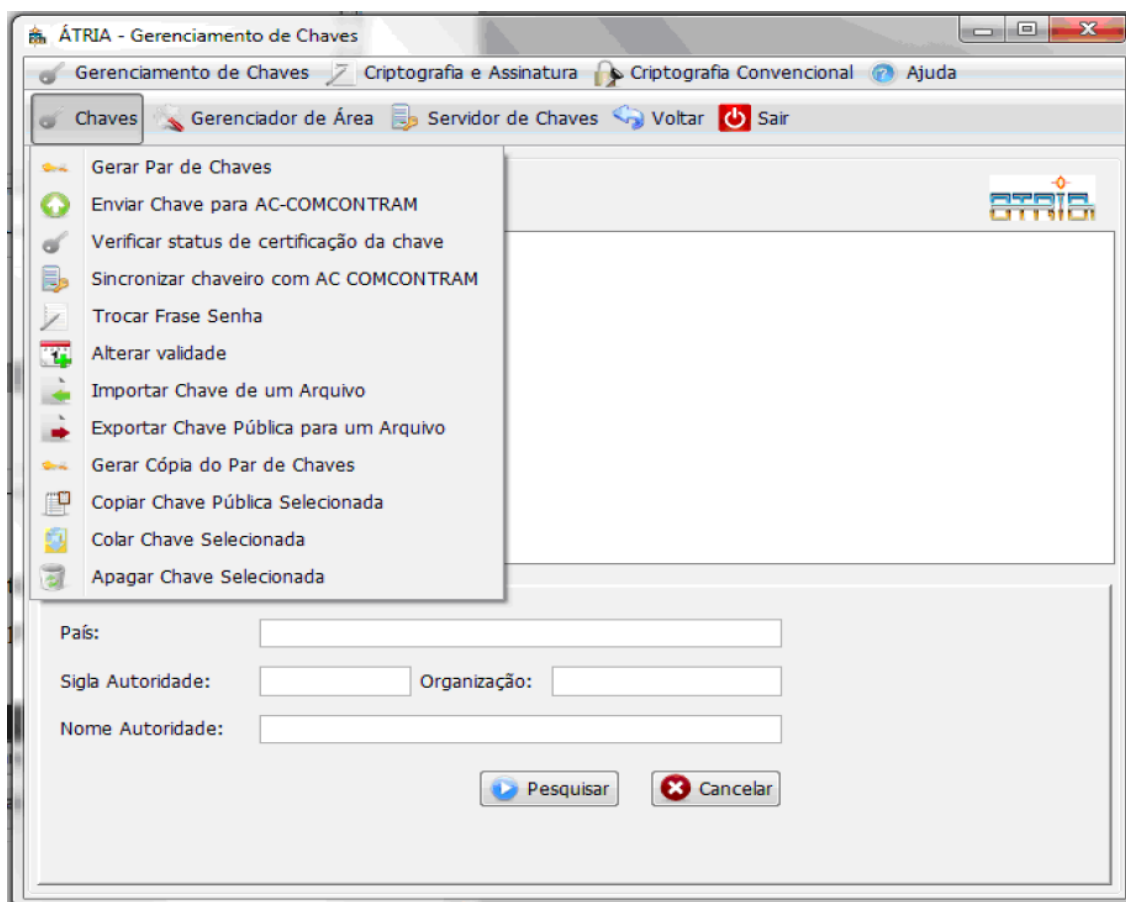 ÁTRIA - Gerenciamento de Chaves
Gerenciamento de Chaves Criptografia e Assinatura Criptografia Convencional Ajuda
Chaves Gerenciador de Área Servidor de Chaves Voltar Sair
Gerar Par de Chaves
Enviar Chave para AC-COMCONTRAM
ATRIA
Verificar status de certificação da chave
Sincronizar chaveiro com AC COMCONTRAM
Trocar Frase Senha
Alterar validade
Importar Chave de um Arquivo
Exportar Chave Pública para um Arquivo
Gerar Cópia do Par de Chaves
Copiar Chave Pública Selecionada
Colar Chave Selecionada
Apagar Chave Selecionada
País:
Sigla Autoridade: Organização:
Nome Autoridade:
Pesquisar Cancelar